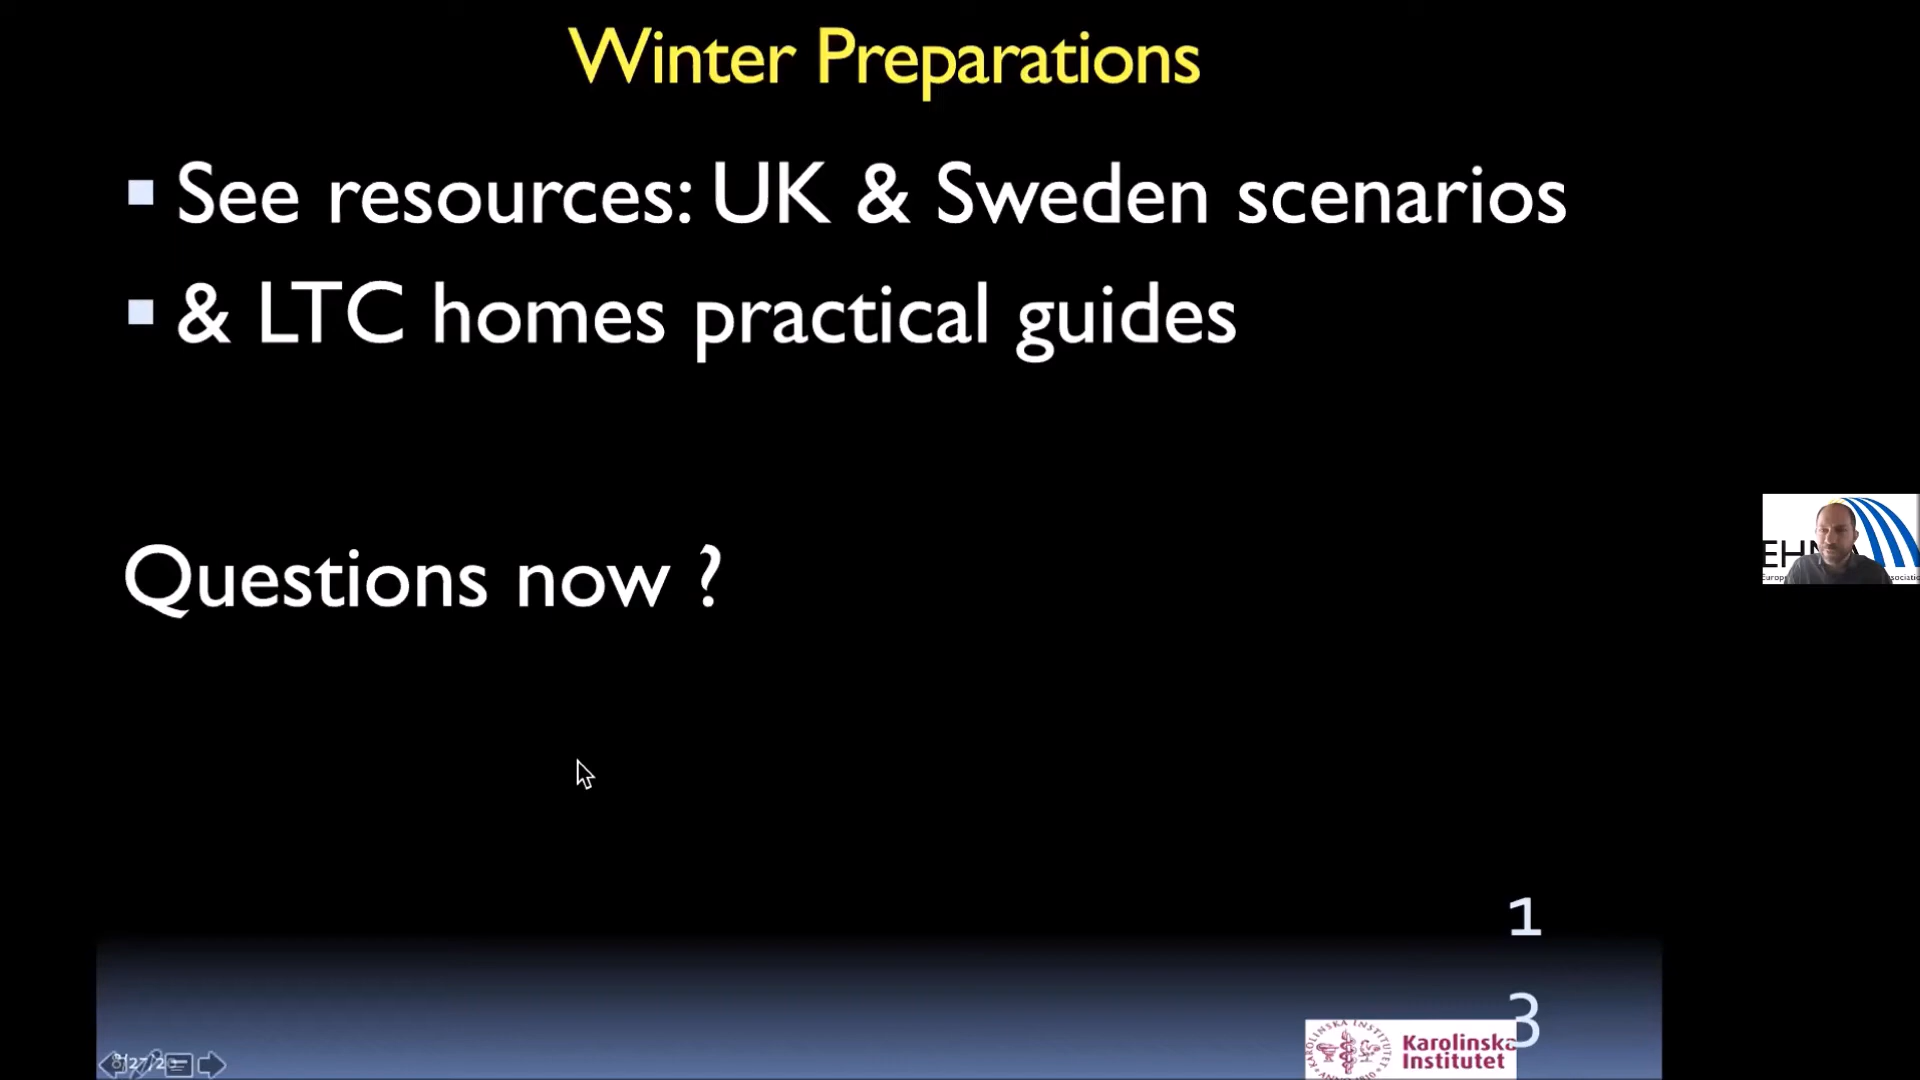 Winter Preparations
See resources: UK & Sweden scenarios
& LTC homes practical guides
Questions now ?
1
3
Karolinska
Institutet